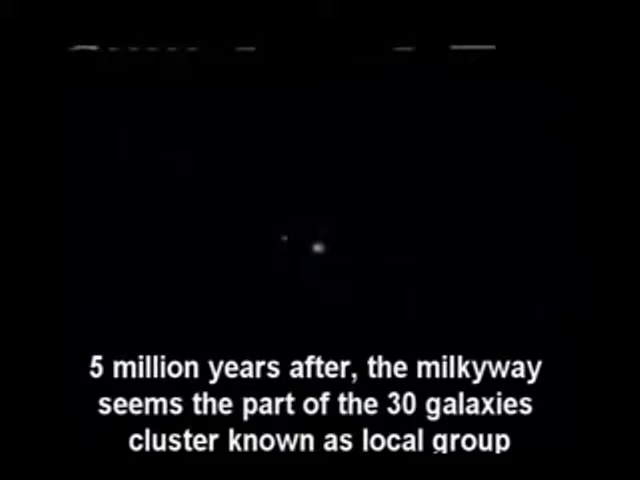 5 million years after, the milkyway
seems the part of the 30 galaxies
cluster known as local group